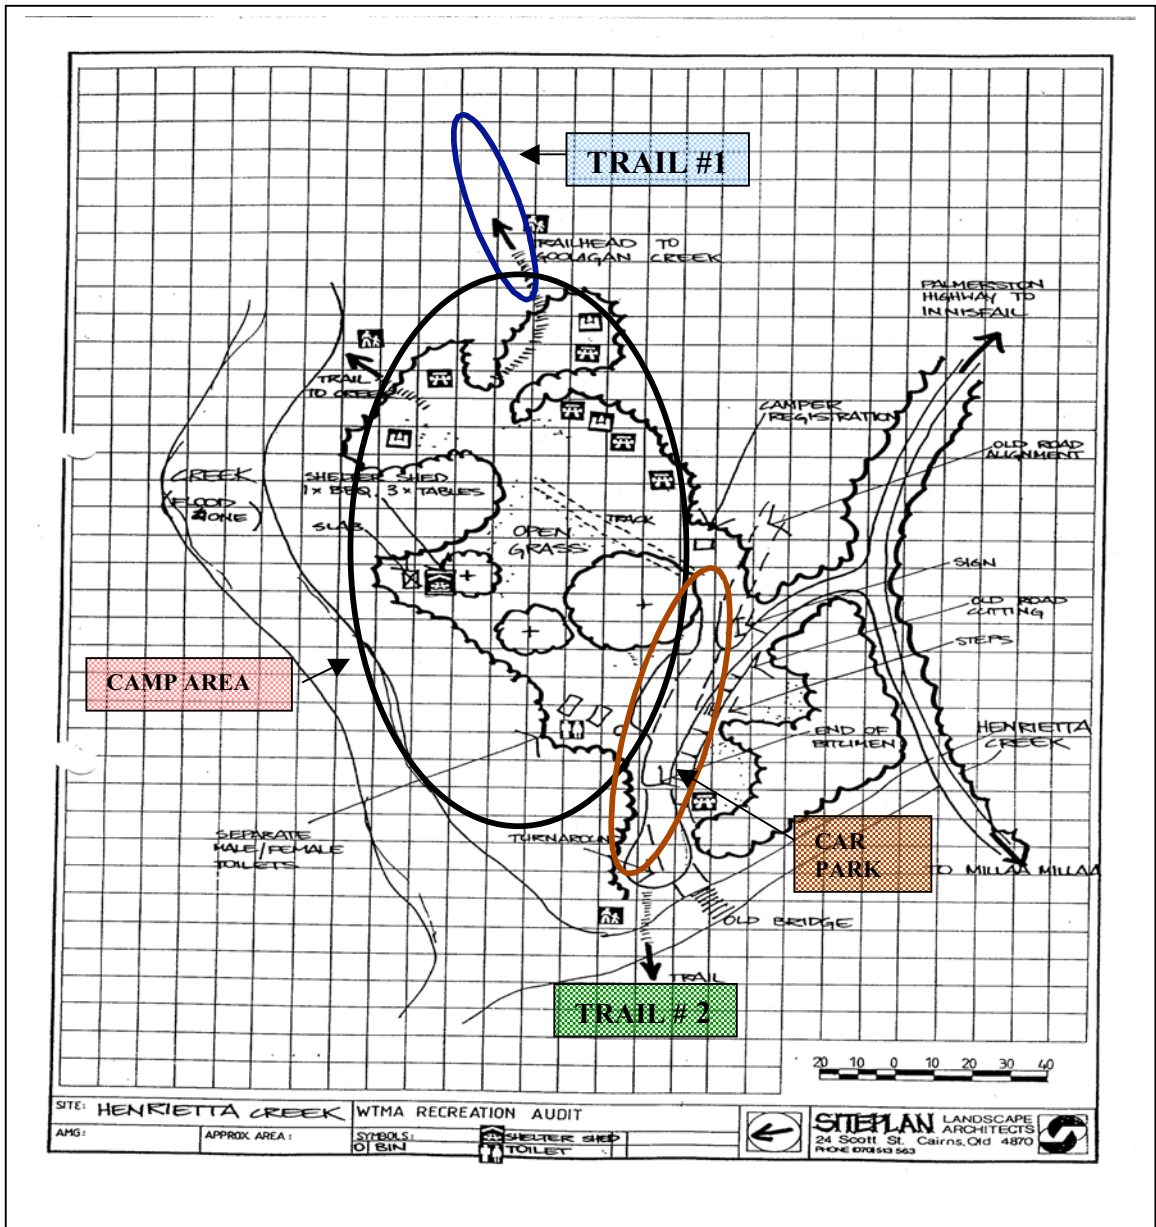 TRAIL #1
TRAILHEAD TO
GOOLAGAN CREEK
PALMERSTON
HIGHWAY TO
INNISFAIL
TRAIL
TO CREEK
CAMPER
REGISTRATION
OLD ROAD
ALIGNMENT
CREEK
(FLOOD
ZONE)
SHELTER SHED
1 x BBQ, 3 x TABLES
SLAB
OPEN
GRASS
TRACK
SIGN
OLD ROAD
CUTTING
STEPS
CAMP AREA
END OF
BITUMEN
HENRIETTA
CREEK
SEPARATE
MALE/FEMALE
TOILETS
TURNAROUND
CAR
PARK
TO MILLAA MILLAA
OLD BRIDGE
TRAIL
TRAIL # 2
20 10 0 10 20 30 40
SITE: HENRIETTA CREEK
WTMA RECREATION AUDIT
AMG:
APPROX AREA:
SYMBOLS:
O BIN
SHELTER SHED
TOILET
SITEPLAN LANDSCAPE
ARCHITECTS
24 Scott St. Cairns, Qld 4870
PHONE (070) 513 563